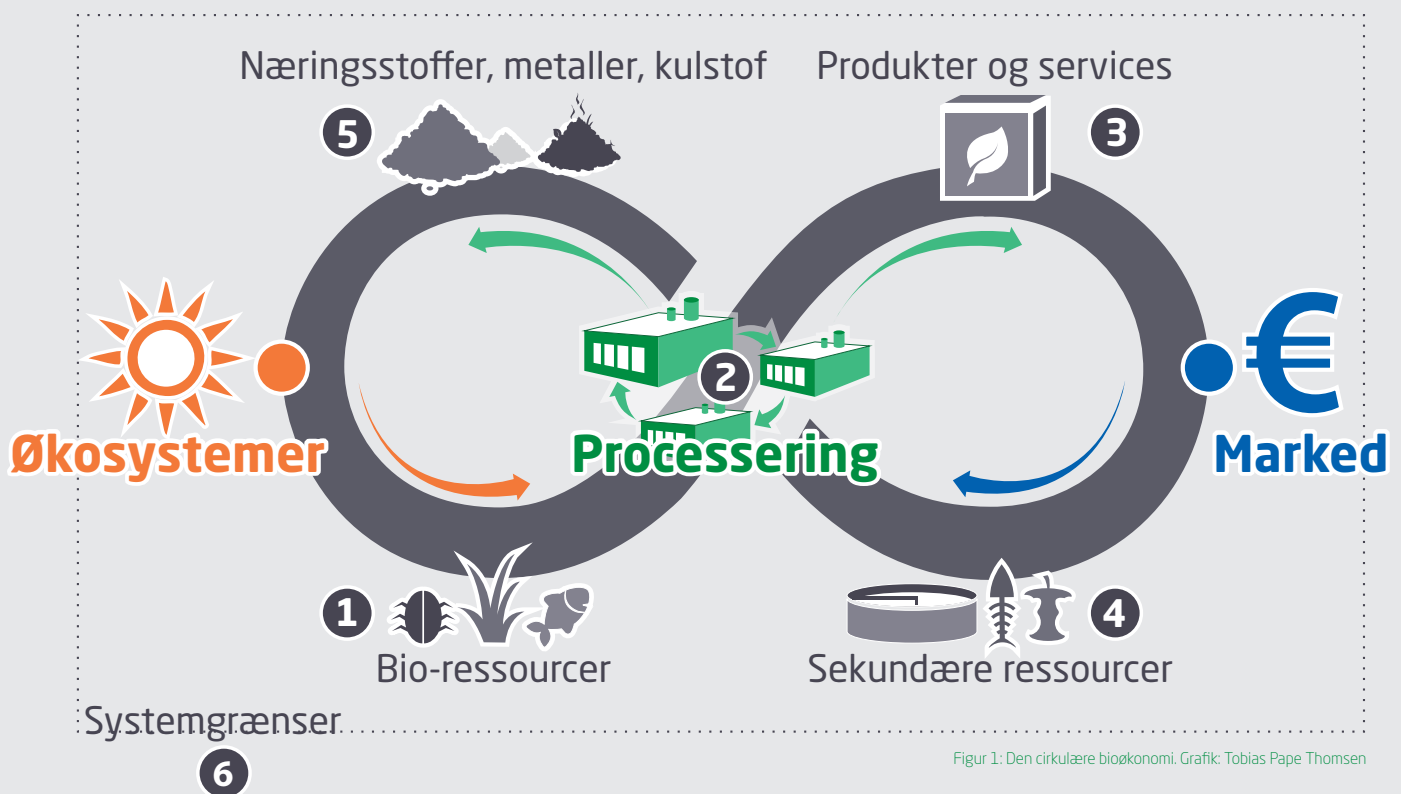 Næringsstoffer, metaller, kulstof
Produkter og services
5
3
2
Økosystemer
Processering
€
Marked
1
4
Bio-ressourcer
Sekundære ressourcer
Systemgrænser
6
Figur 1: Den cirkulære bioøkonomi. Grafik: Tobias Pape Thomsen